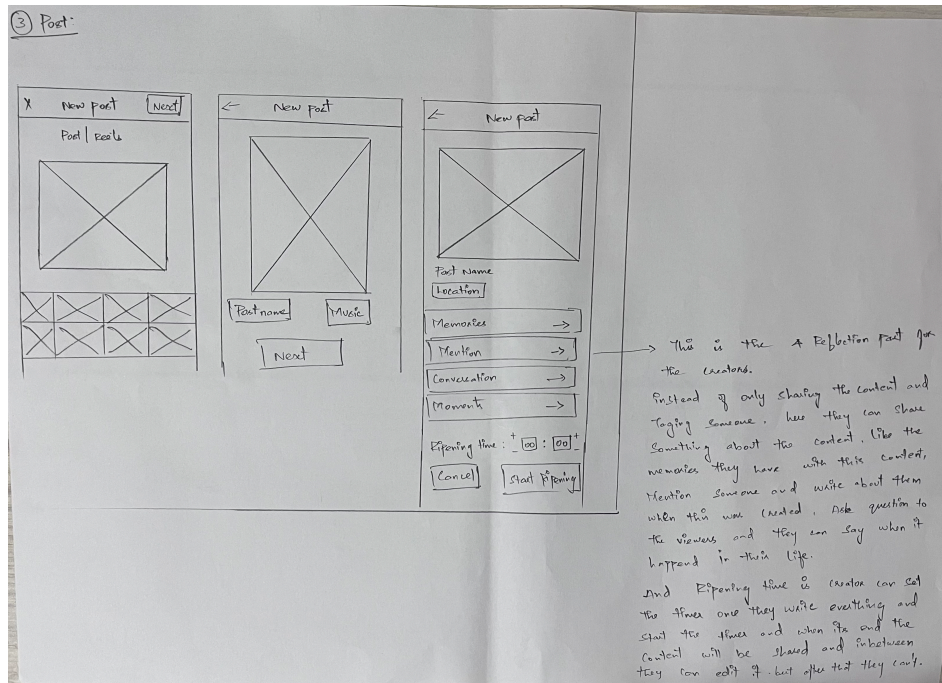 ③ Post.
X New post Next
Post | Reels
← New post
Post name Music
Next
← New post
Post Name
Location
Memories →
Mention →
Conversation →
Moments →
Ripening time : + - 00 : 00 + -
Cancel Start Ripening
→ This is the 4 Reflection part for
the creators.
instead of only sharing the content and
Taging someone, here they can share
something about the content, like the
memories they have with this content,
Mention someone and write about them
when this was created, Ask question to
the viewers and they can say when it
happend in their life.
And Ripening time is creator can set
the timer once they write everthing and
start the timer and when its end the
content will be shared and inbetween
they can edit it but after that they can't.